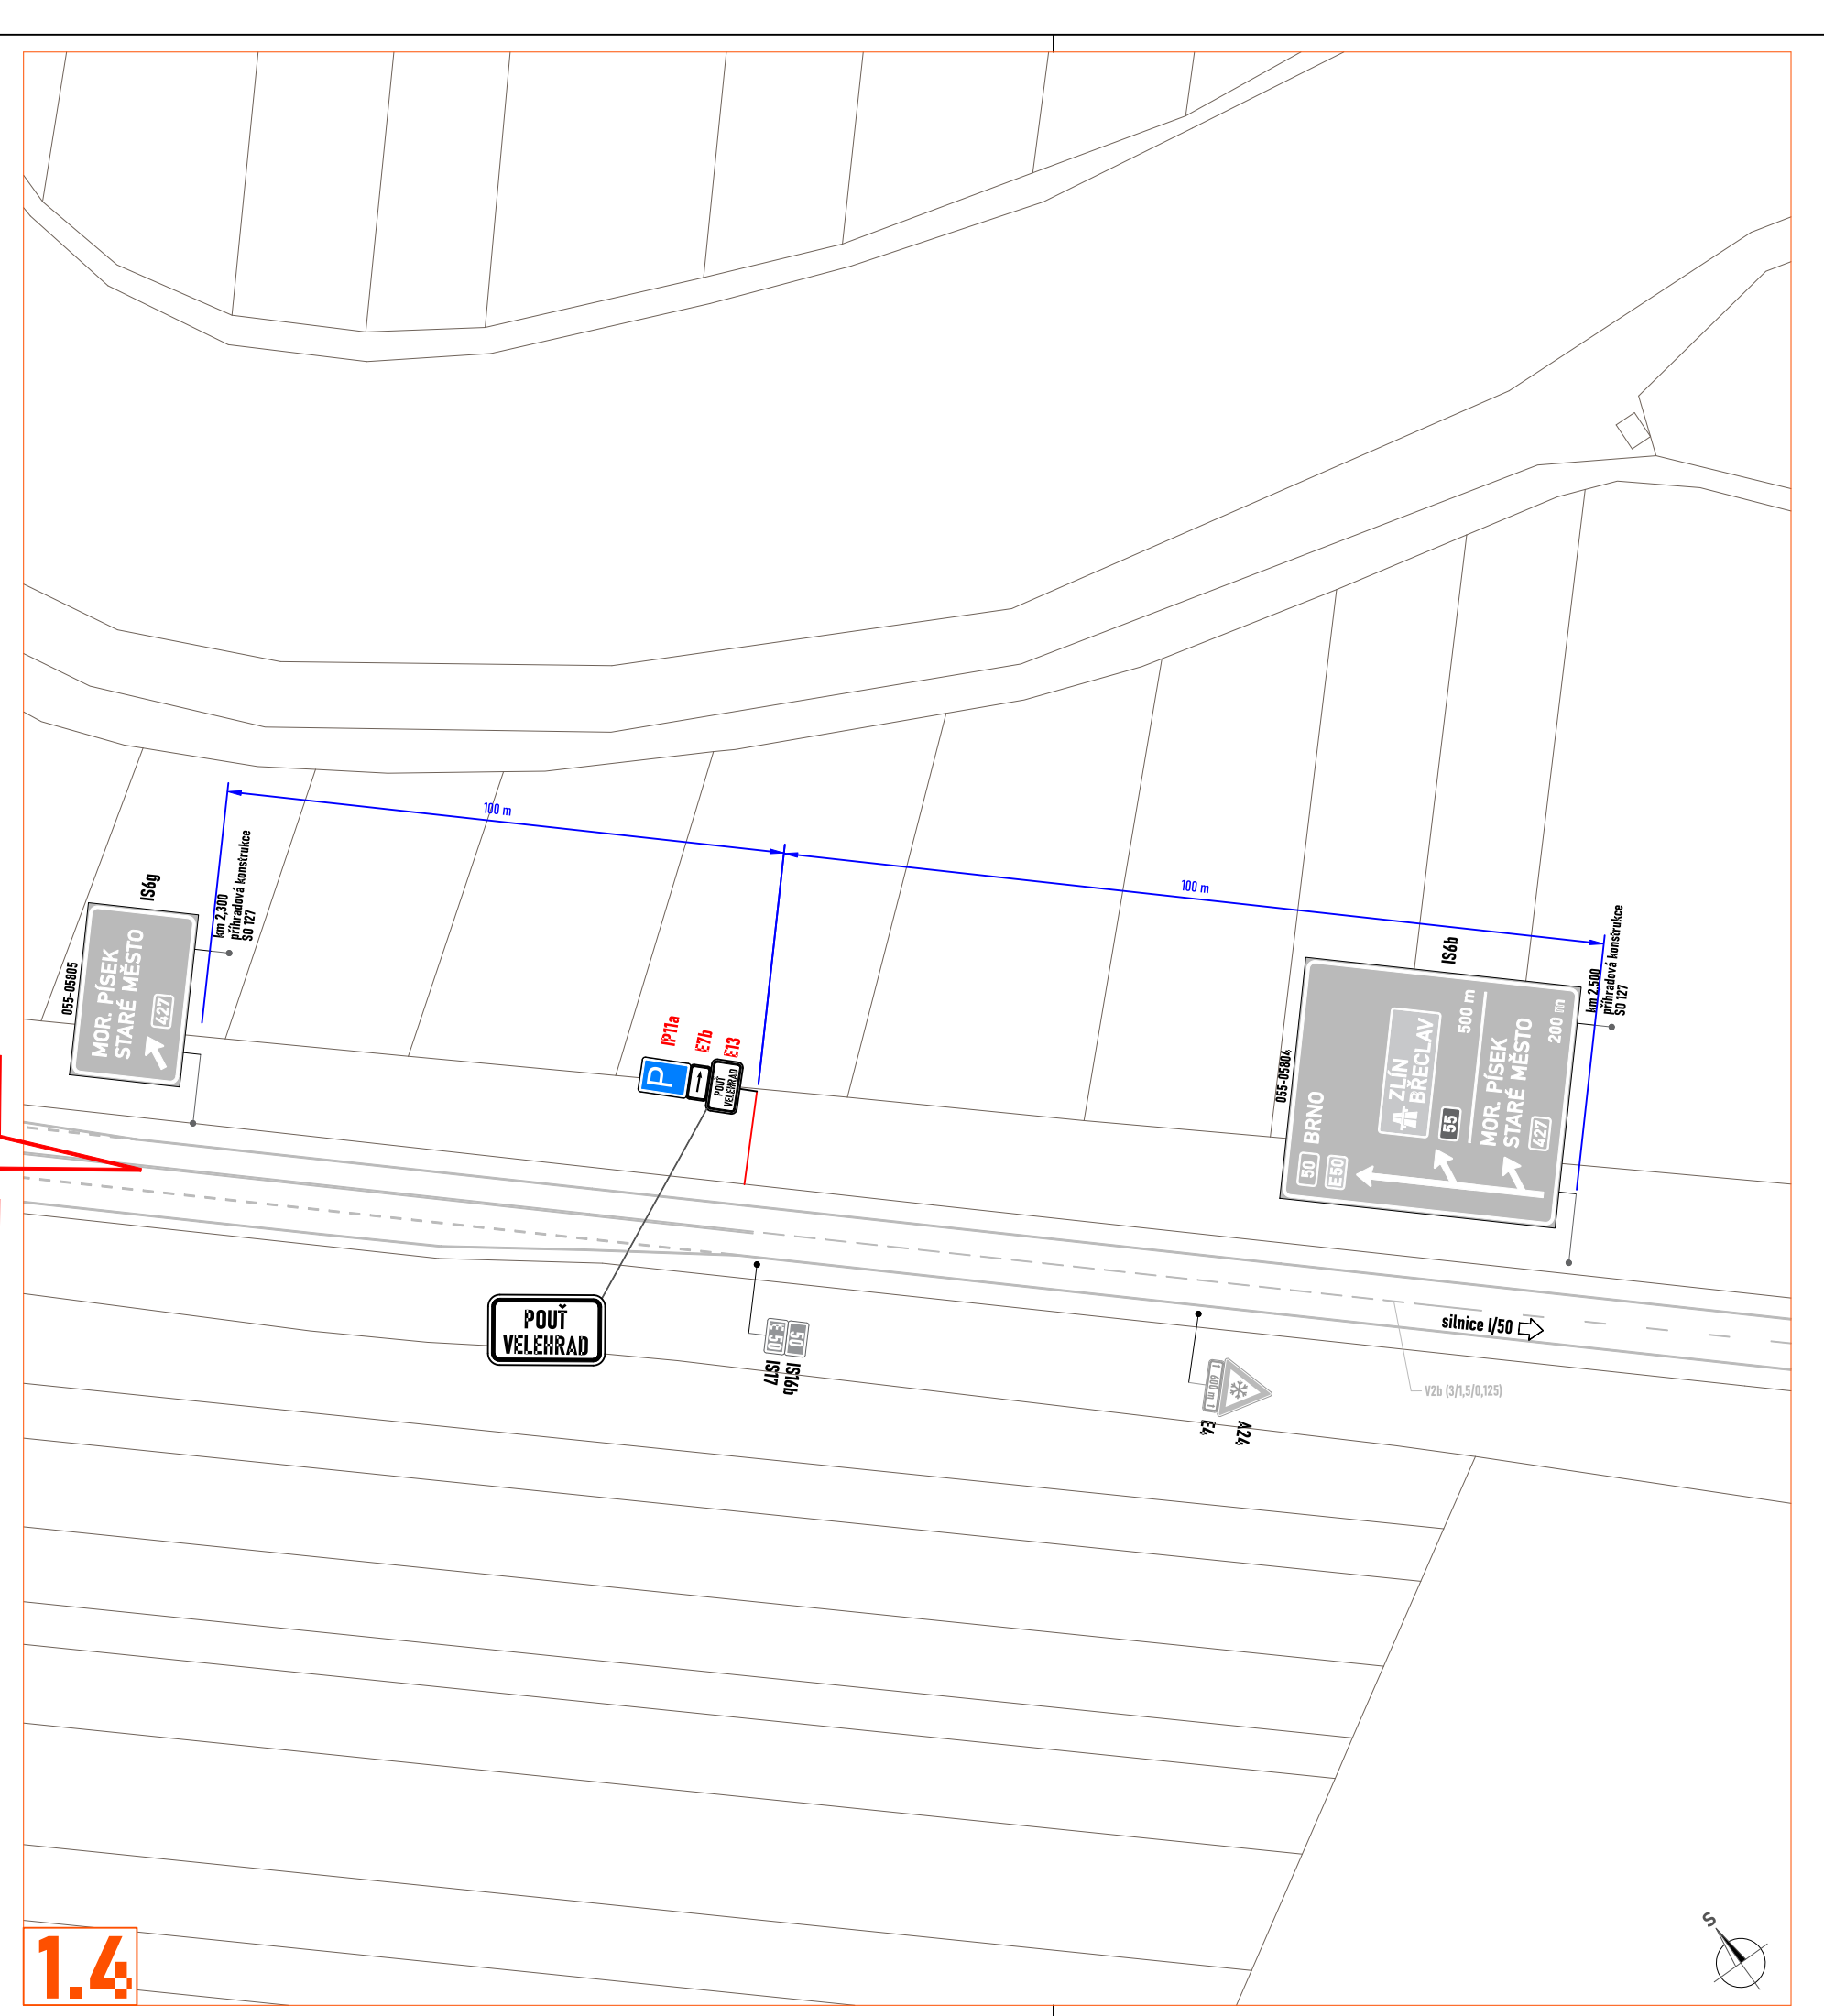 100 m
100 m
IS6g
km 2,300
příhradová konstrukce
SO 127
055-05805
MOR. PÍSEK
STARÉ MĚSTO
427
IP11a
E7b
E13
P
POUŤ
VELEHRAD
IS6b
km 2,500
příhradová konstrukce
SO 127
055-05804
50 BRNO
E50
ZLÍN
BŘECLAV
55
500 m
MOR. PÍSEK
STARÉ MĚSTO
427
200 m
POUŤ
VELEHRAD
50
E50
IS16b
IS17
silnice I/50
V2b (3/1,5/0,125)
1 600 m 1
E4
A24
S
1.4